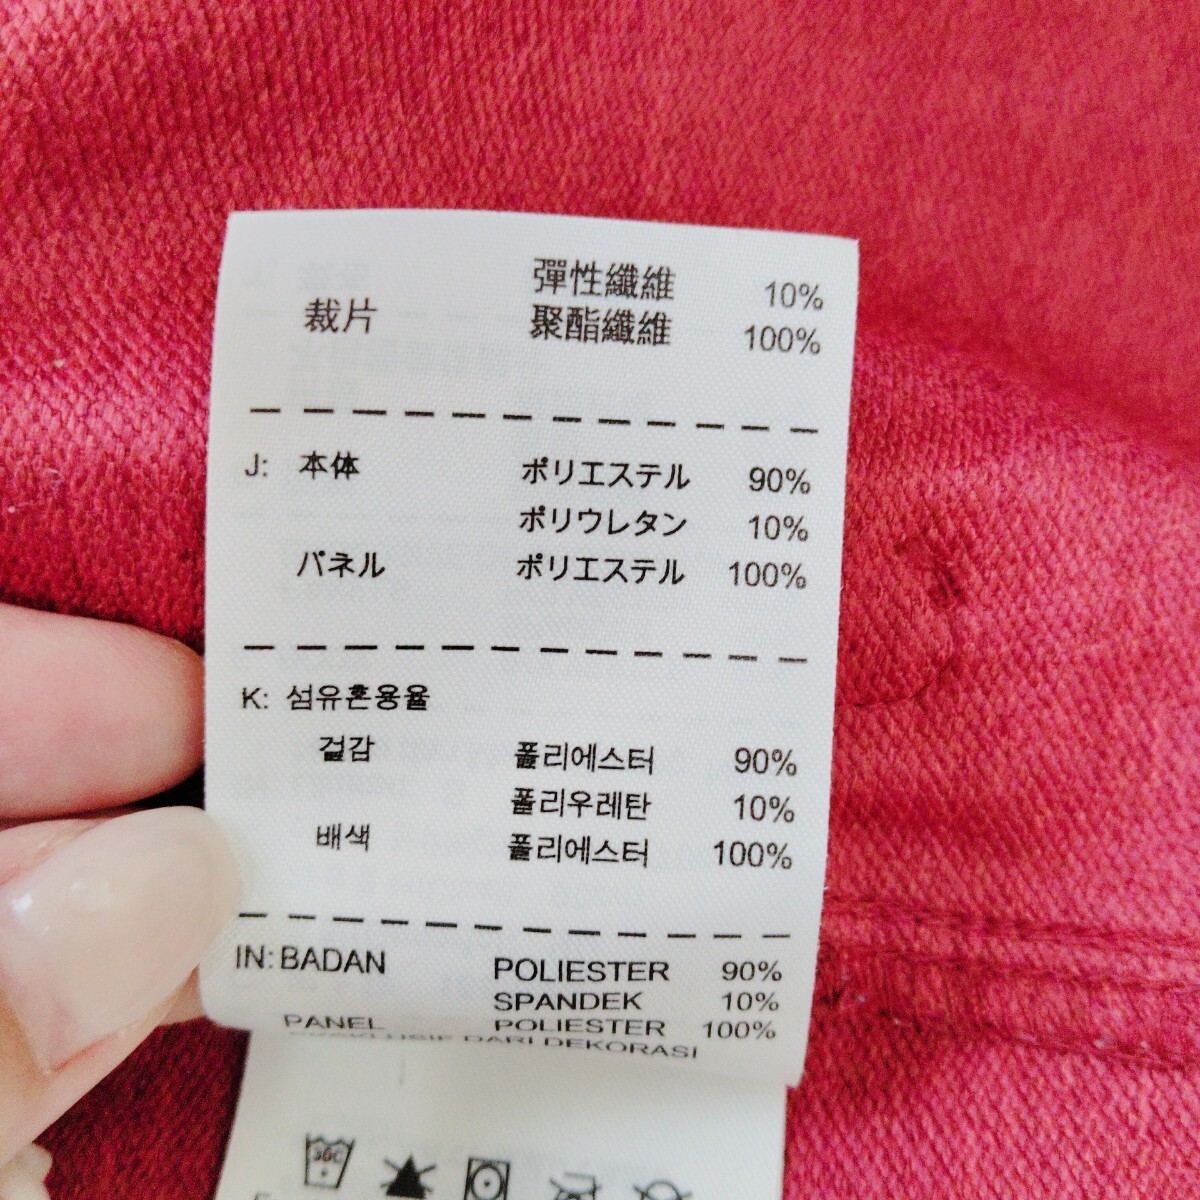 彈性纖維 10%
裁片 聚酯纖維 100%
J: 本体 ポリエステル 90%
ポリウレタン 10%
パネル ポリエステル 100%
K: 섬유혼용율
겉감 폴리에스터 90%
폴리우레탄 10%
배색 폴리에스터 100%
IN: BADAN POLIESTER 90%
SPANDEK 10%
PANEL POLIESTER 100%
DARI DEKORASI
30C